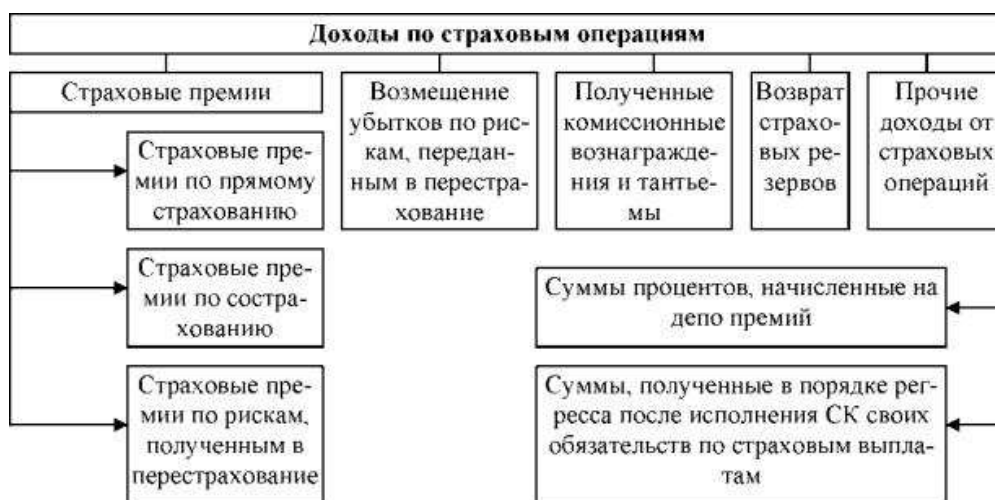 Доходы по страховым операциям
Страховые премии
Возмещение
убытков по рис-
кам, передан-
ным в перестра-
хование
Полученные
комиссионные
вознагражде-
ния и тантье-
мы
Возврат
страхо-
вых ре-
зервов
Прочие
доходы от
страховых
операций
Страховые пре-
мии по прямому
страхованию
Страховые пре-
мии по сострa-
хованию
Страховые пре-
мии по рискам,
полученным в
перестрахование
Суммы процентов, начисленные на
депо премий
Суммы, полученные в порядке рег-
ресса после исполнения СК своих
обязательств по страховым выпла-
там